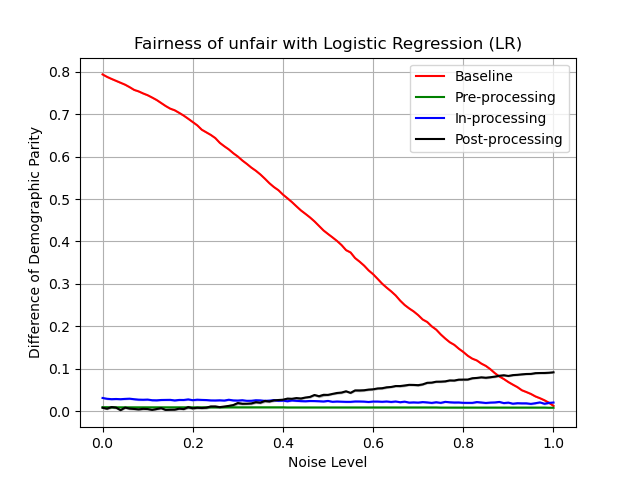 Fairness of unfair with Logistic Regression (LR)
Baseline
Pre-processing
In-processing
Post-processing
Difference of Demographic Parity
0.8
0.7
0.6
0.5
0.4
0.3
0.2
0.1
0.0
0.0 0.2 0.4 0.6 0.8 1.0
Noise Level